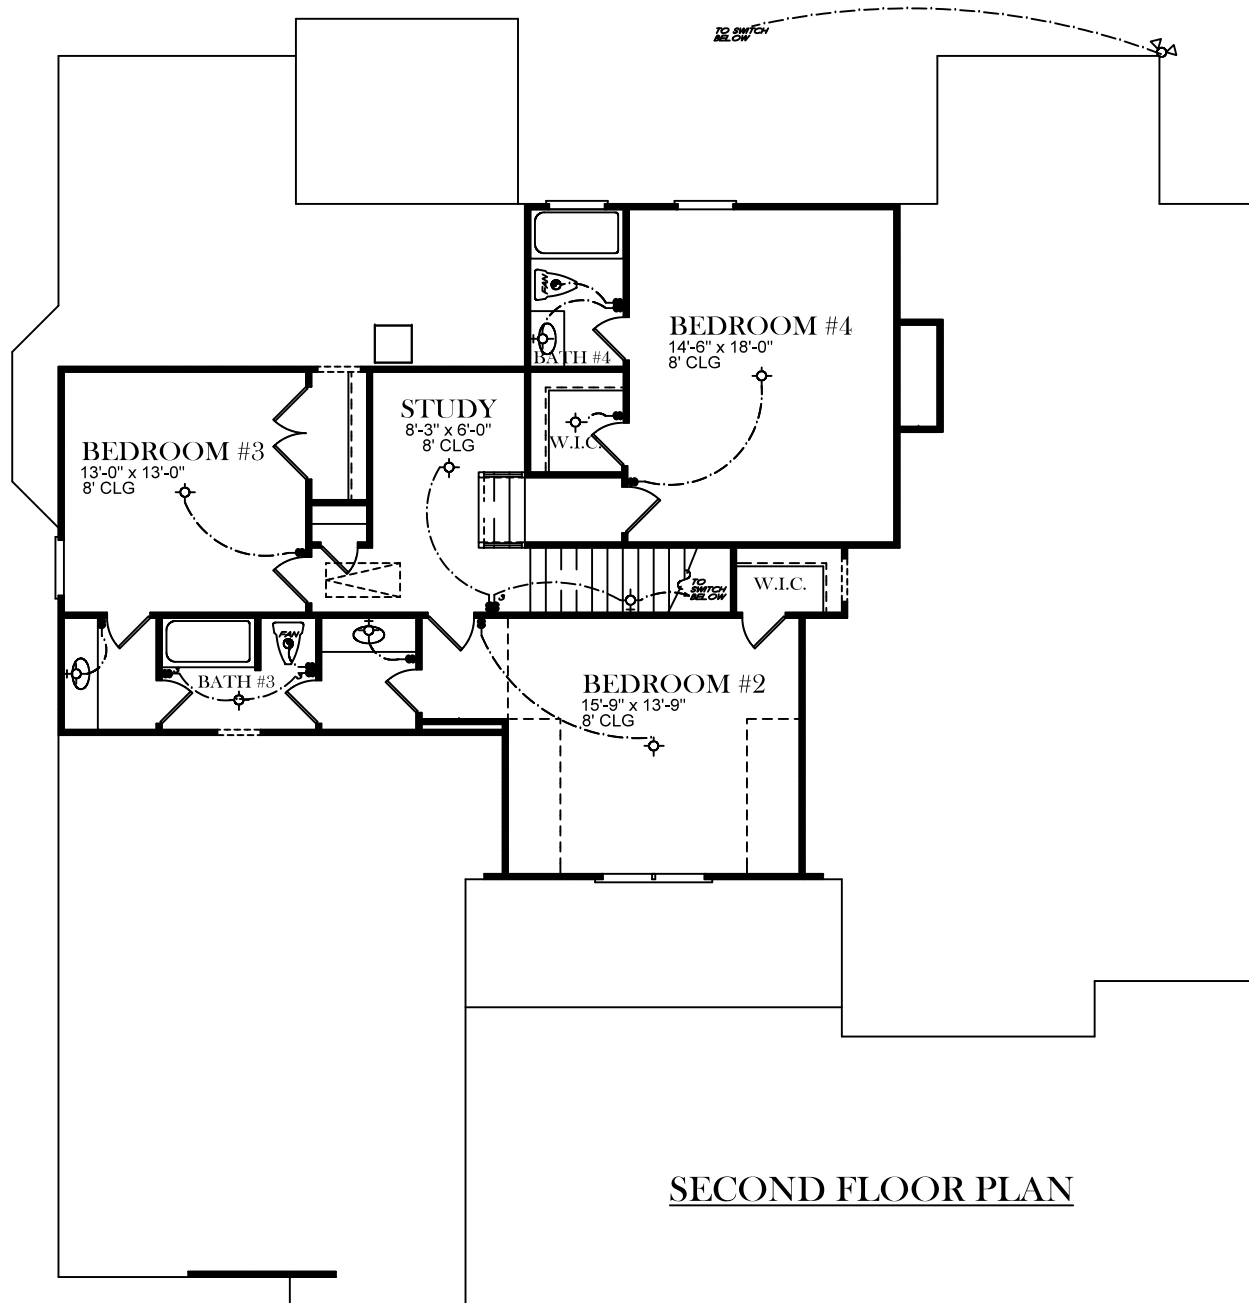 TO SWITCH
BELOW
BEDROOM #4
14'-6" x 18'-0"
8' CLG
FAN
BATH #4
STUDY
8'-3" x 6'-0"
8' CLG
W.I.C.
BEDROOM #3
13'-0" x 13'-0"
8' CLG
TO
SWITCH
BELOW
W.I.C.
FAN
BATH #3
BEDROOM #2
15'-9" x 13'-9"
8' CLG
SECOND FLOOR PLAN